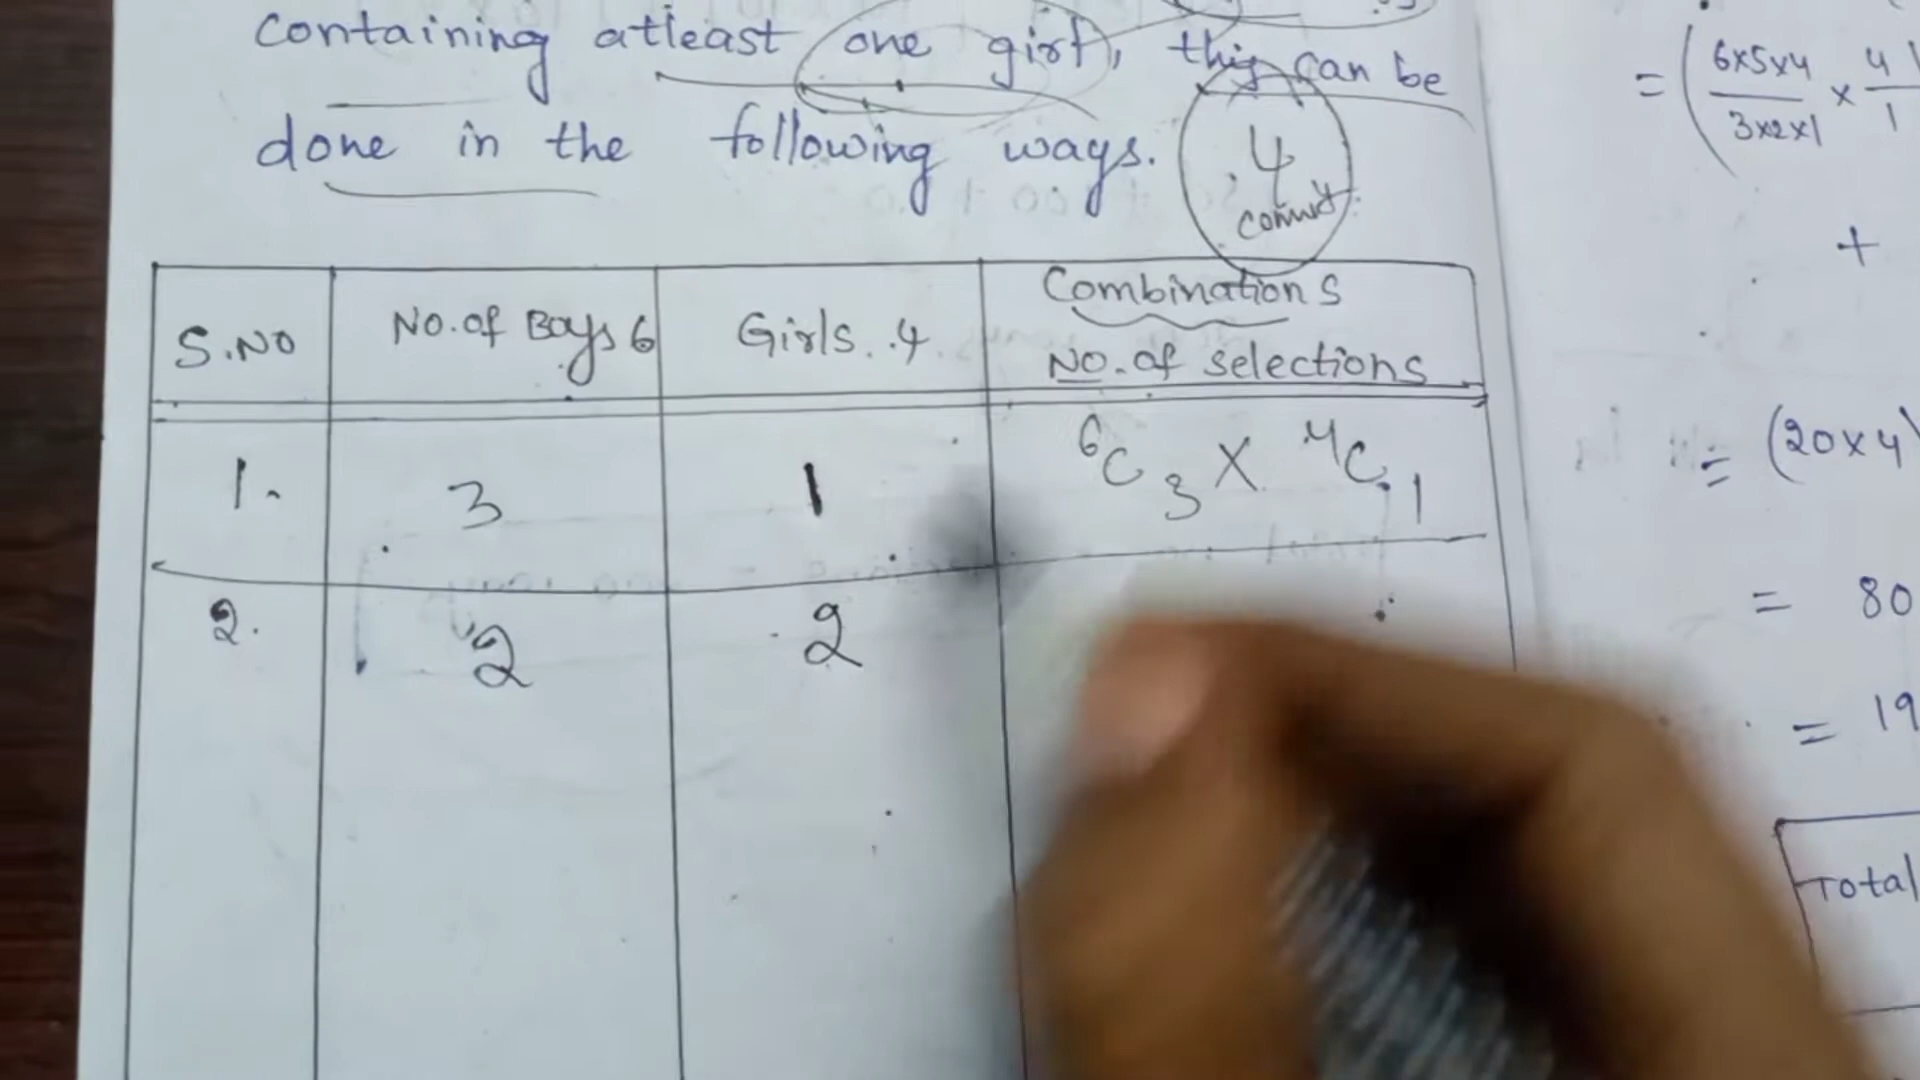 containing atleast one girl, this can be
done in the following ways. 4
S.NO
No. of Boys 6
Girls. 4
Combinations
No. of selections
1. 3 1 ⁶C₃ X ⁴C₁
2. 2 2
= (6x5x4/3x2x1 x 4/1
+
= (20x4)
= 80
= 19
Total